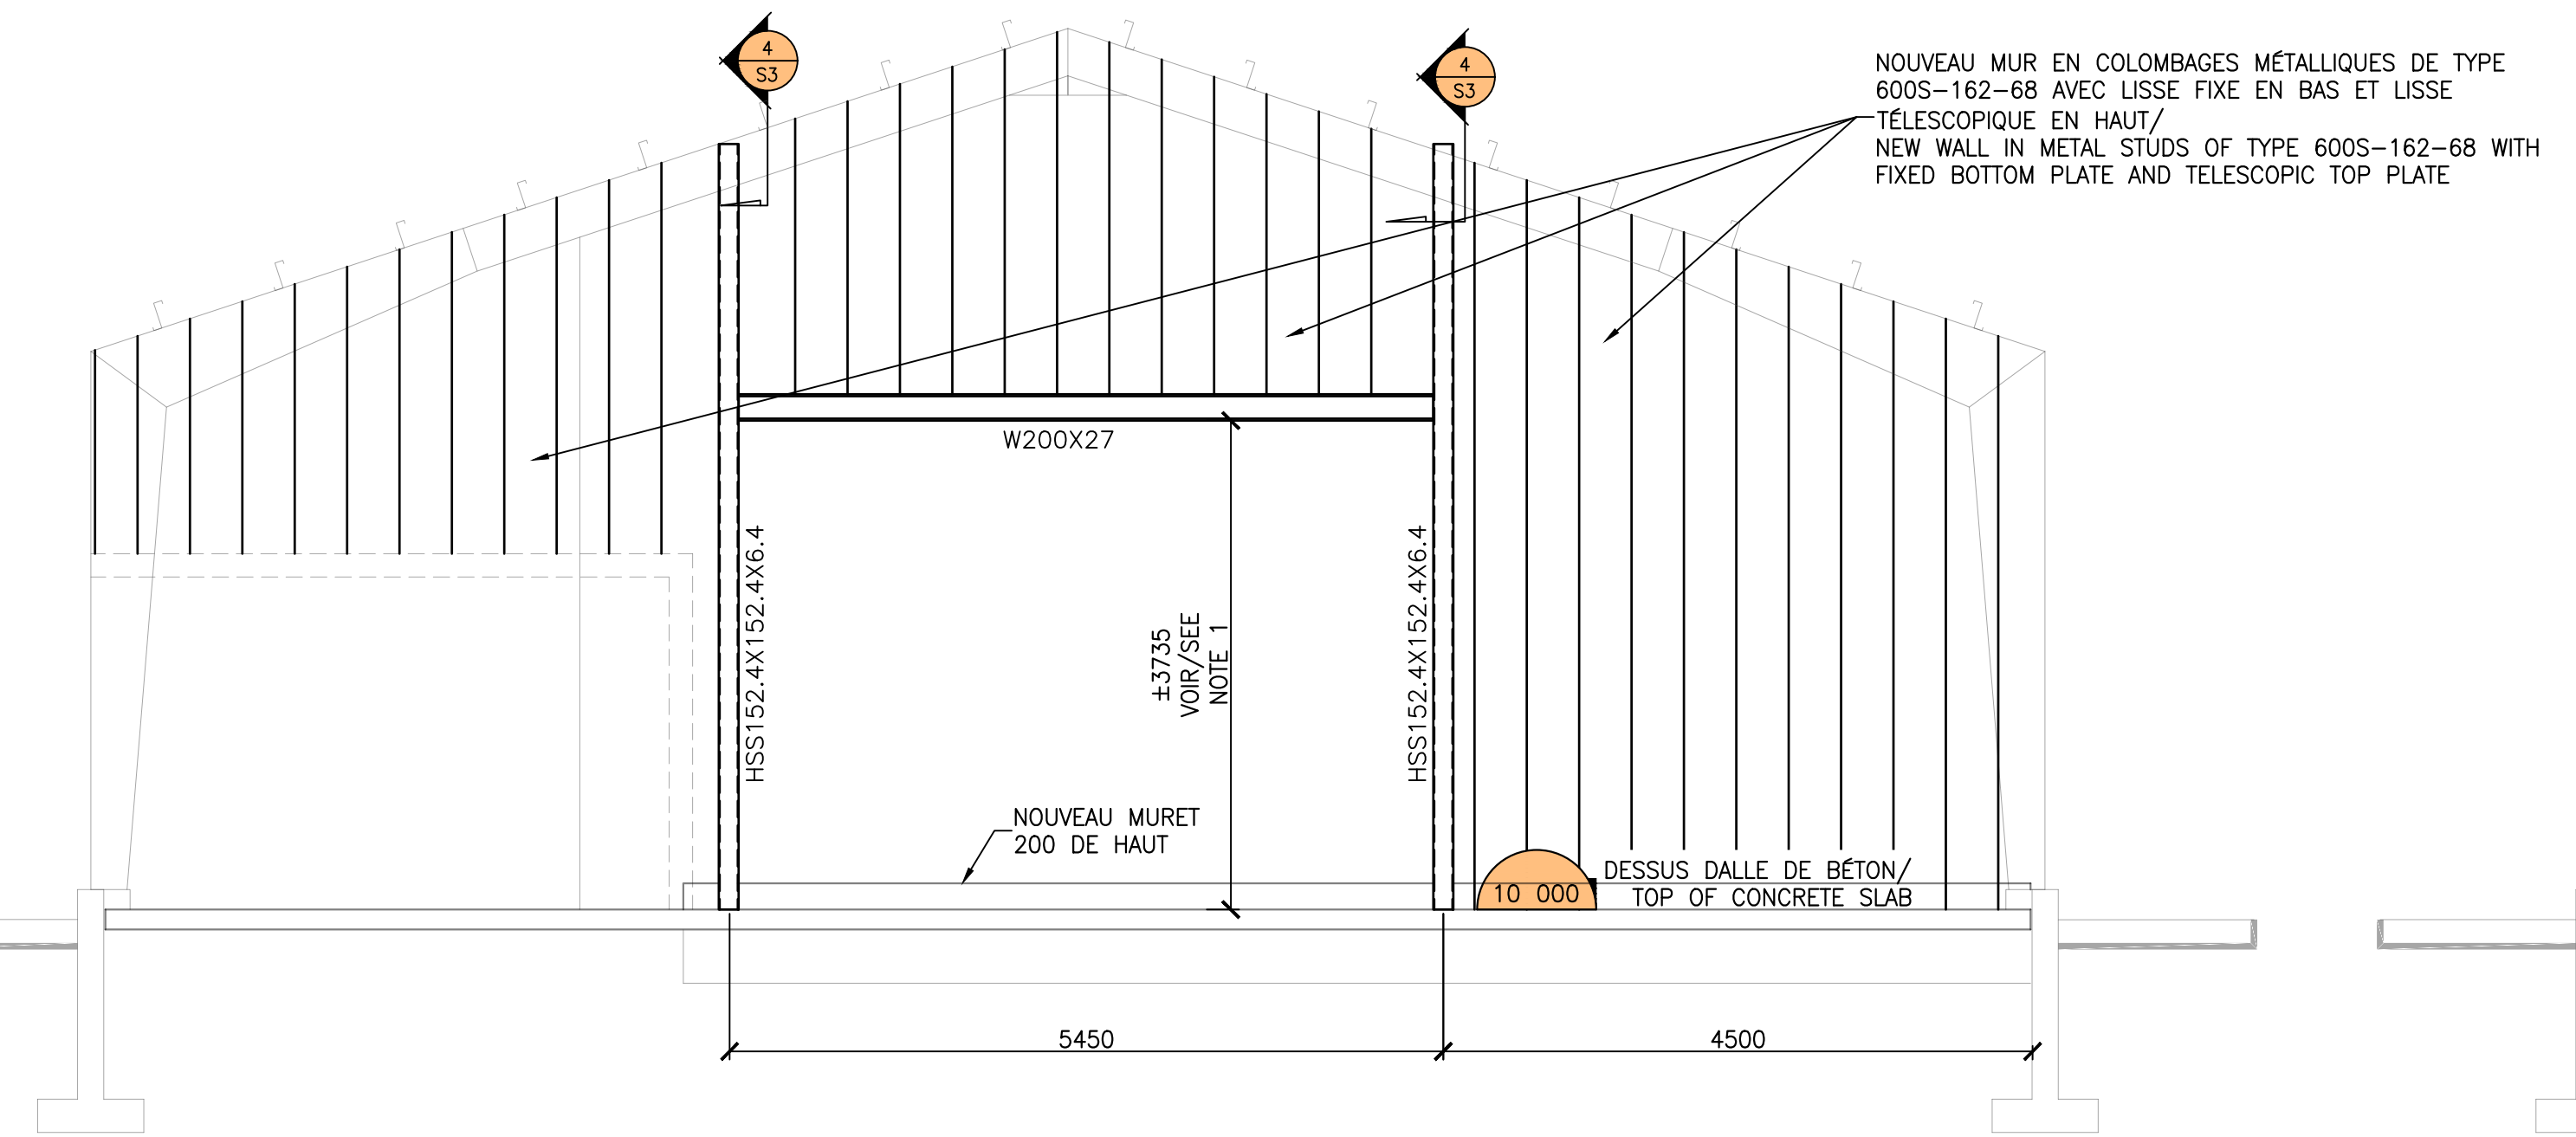 4
S3
4
S3
NOUVEAU MUR EN COLOMBAGES MÉTALLIQUES DE TYPE
600S-162-68 AVEC LISSE FIXE EN BAS ET LISSE
TÉLESCOPIQUE EN HAUT/
NEW WALL IN METAL STUDS OF TYPE 600S-162-68 WITH
FIXED BOTTOM PLATE AND TELESCOPIC TOP PLATE
W200X27
HSS152.4X152.4X6.4
±3735
VOIR/SEE
NOTE 1
HSS152.4X152.4X6.4
NOUVEAU MURET
200 DE HAUT
10 000
DESSUS DALLE DE BÉTON/
TOP OF CONCRETE SLAB
5450
4500